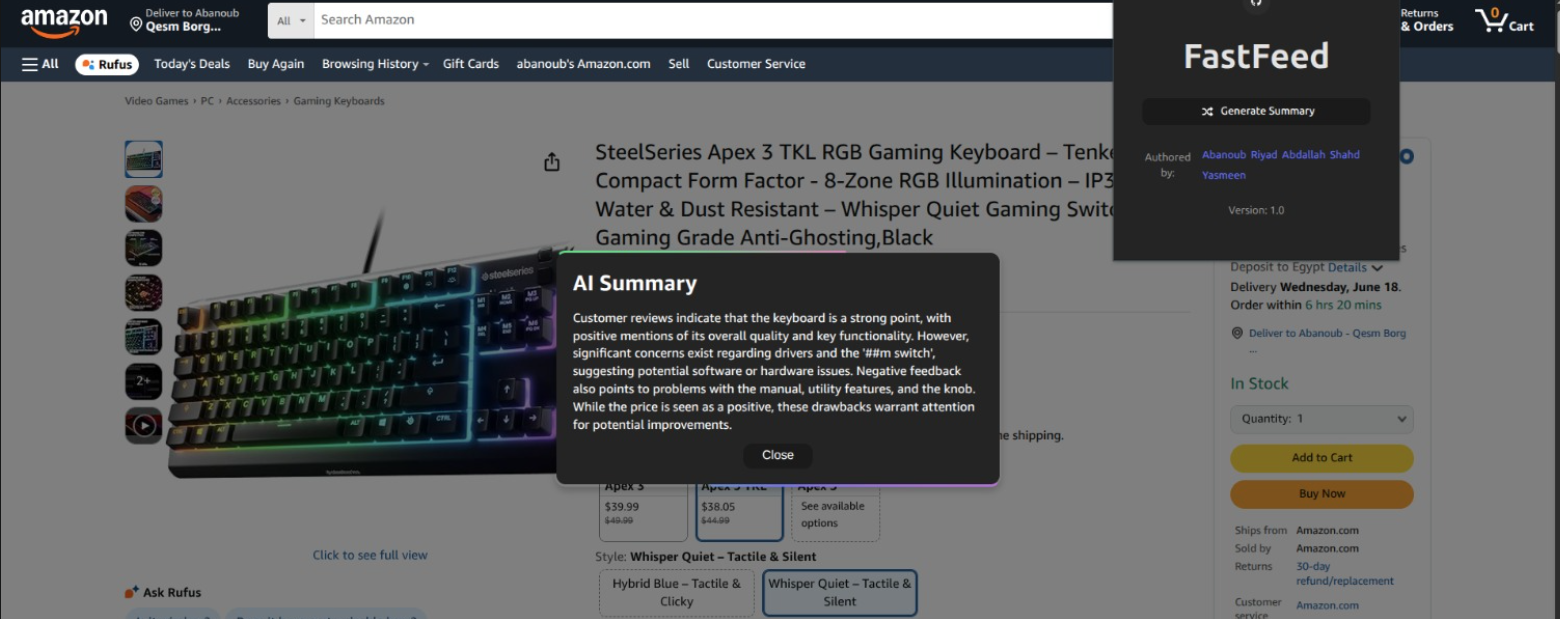 amazon
Deliver to Abanoub
Qesm Borg...
All
Search Amazon
Returns
& Orders
0
Cart
All
Rufus
Today's Deals
Buy Again
Browsing History
Gift Cards
abanoub's Amazon.com
Sell
Customer Service
FastFeed
Generate Summary
Authored by:
Abanoub Riyad Abdallah Shahd
Yasmeen
Version: 1.0
Video Games › PC › Accessories › Gaming Keyboards
SteelSeries Apex 3 TKL RGB Gaming Keyboard – Tenke
Compact Form Factor - 8-Zone RGB Illumination – IP3
Water & Dust Resistant – Whisper Quiet Gaming Switc
Gaming Grade Anti-Ghosting,Black
steelseries
2+
AI Summary
Customer reviews indicate that the keyboard is a strong point, with
positive mentions of its overall quality and key functionality. However,
significant concerns exist regarding drivers and the '##m switch',
suggesting potential software or hardware issues. Negative feedback
also points to problems with the manual, utility features, and the knob.
While the price is seen as a positive, these drawbacks warrant attention
for potential improvements.
Close
he shipping.
Apex 3
$39.99
$49.99
Apex 3 TKL
$38.05
$44.99
Apex 5
See available
options
Style: Whisper Quiet – Tactile & Silent
Hybrid Blue – Tactile &
Clicky
Whisper Quiet – Tactile &
Silent
Click to see full view
Ask Rufus
Deposit to Egypt Details
Delivery Wednesday, June 18.
Order within 6 hrs 20 mins
Deliver to Abanoub - Qesm Borg
...
In Stock
Quantity: 1
Add to Cart
Buy Now
Ships from Amazon.com
Sold by Amazon.com
Returns 30-day
refund/replacement
Customer Amazon.com
service